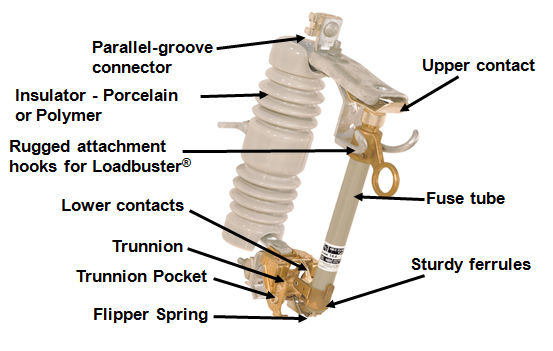 Parallel-groove
connector
Upper contact
Insulator - Porcelain
or Polymer
Rugged attachment
hooks for Loadbuster®
Fuse tube
Lower contacts
Trunnion
Sturdy ferrules
Trunnion Pocket
Flipper Spring